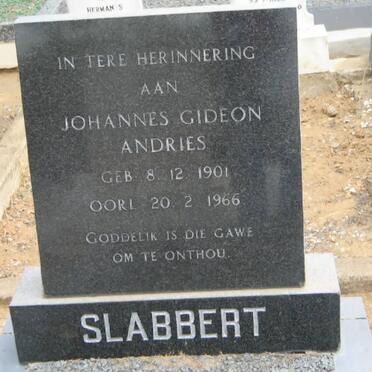 HERMAN S
IN TERE HERINNERING
AAN
JOHANNES GIDEON
ANDRIES
GEB 8. 12 1901
OORL 20. 2 1966
GODDELIK IS DIE GAWE
OM TE ONTHOU.
SLABBERT